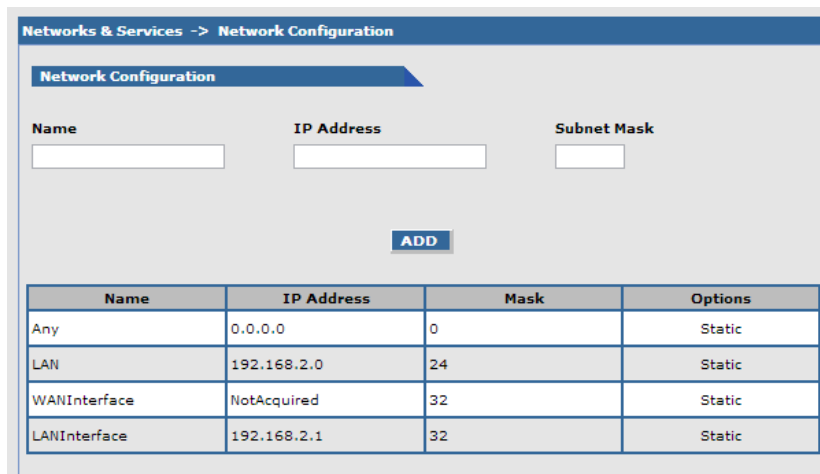 Networks & Services -> Network Configuration
Network Configuration
Name IP Address Subnet Mask
ADD
Name IP Address Mask Options
Any 0.0.0.0 0 Static
LAN 192.168.2.0 24 Static
WANInterface NotAcquired 32 Static
LANInterface 192.168.2.1 32 Static